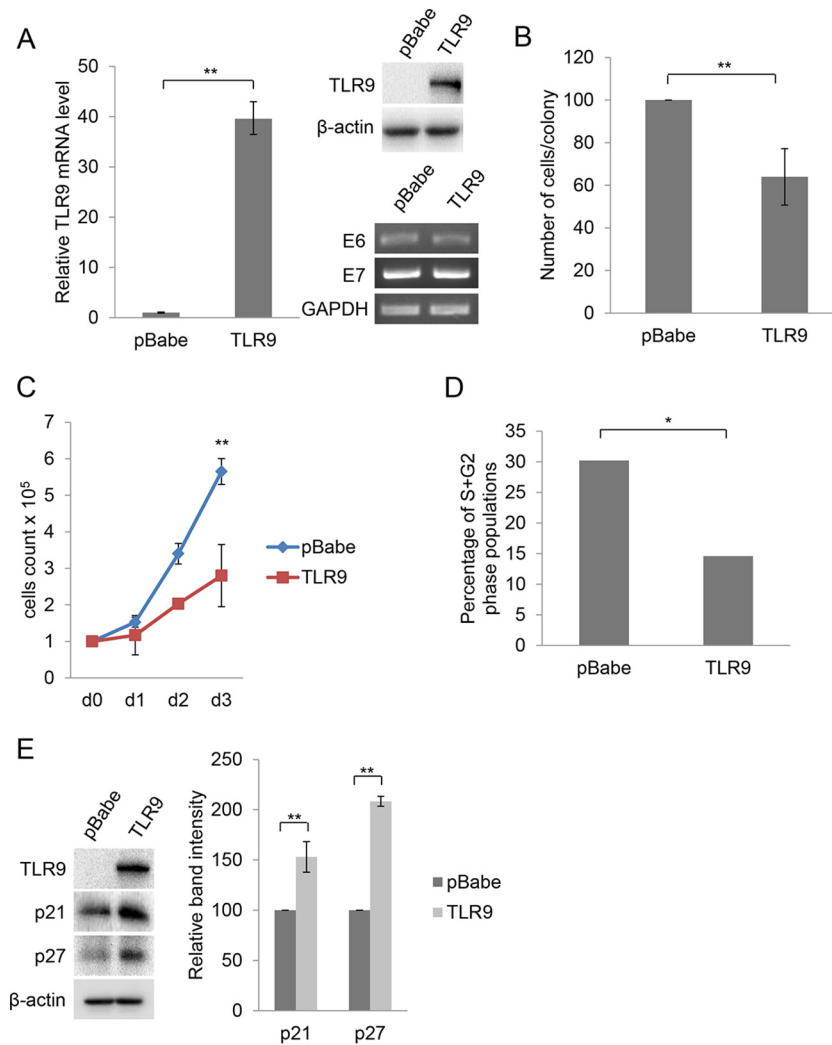 A
Relative TLR9 mRNA level
50
40
30
20
10
0
**
pBabe
TLR9
pBabe
TLR9
TLR9
β-actin
pBabe
TLR9
E6
E7
GAPDH
B
Number of cells/colony
120
100
80
60
40
20
0
**
pBabe
TLR9
C
cells count x 10⁵
7
6
5
4
3
2
1
0
**
d0
d1
d2
d3
pBabe
TLR9
D
Percentage of S+G2
phase populations
35
30
25
20
15
10
5
0
*
pBabe
TLR9
E
pBabe
TLR9
TLR9
p21
p27
β-actin
Relative band intensity
250
200
150
100
50
0
**
**
p21
p27
pBabe
TLR9